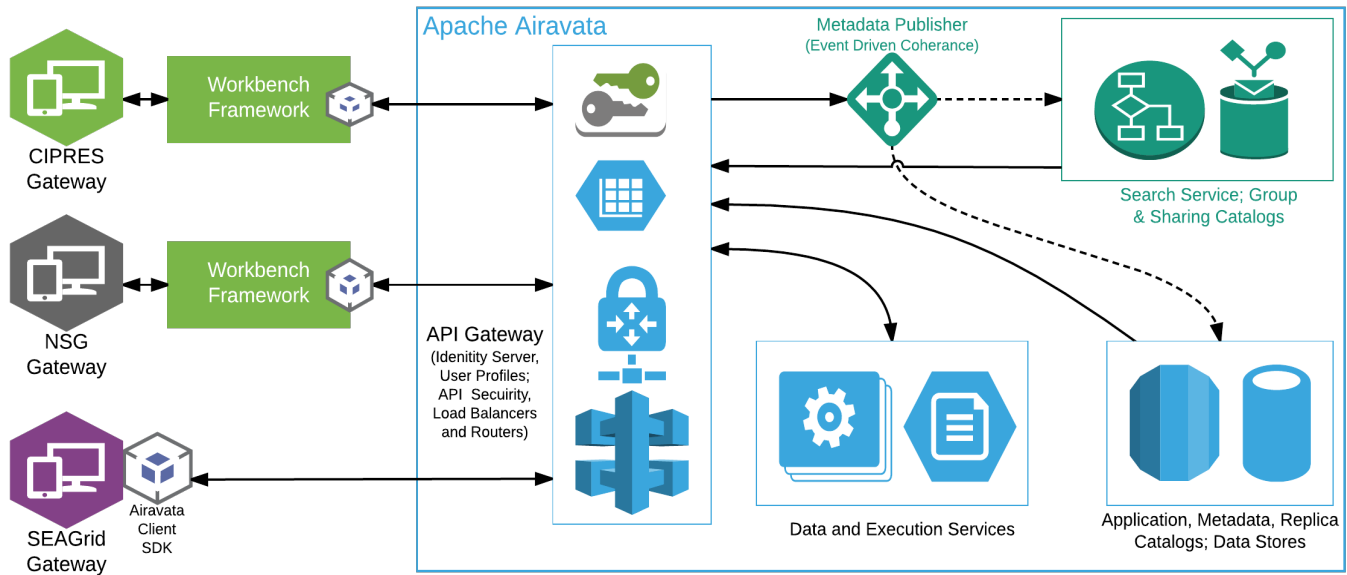 Apache Airavata
Metadata Publisher
(Event Driven Coherance)
Workbench
Framework
CIPRES
Gateway
Search Service; Group
& Sharing Catalogs
Workbench
Framework
NSG
Gateway
API Gateway
(Idenitity Server,
User Profiles;
API Secuirity,
Load Balancers
and Routers)
Airavata
Client
SDK
SEAGrid
Gateway
Data and Execution Services
Application, Metadata, Replica
Catalogs; Data Stores